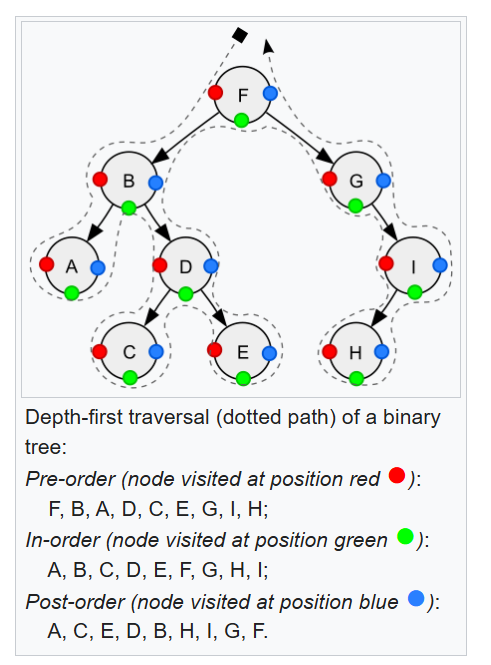 F
B
G
A
D
I
C
E
H
Depth-first traversal (dotted path) of a binary
tree:
Pre-order (node visited at position red ):
F, B, A, D, C, E, G, I, H;
In-order (node visited at position green ):
A, B, C, D, E, F, G, H, I;
Post-order (node visited at position blue ):
A, C, E, D, B, H, I, G, F.